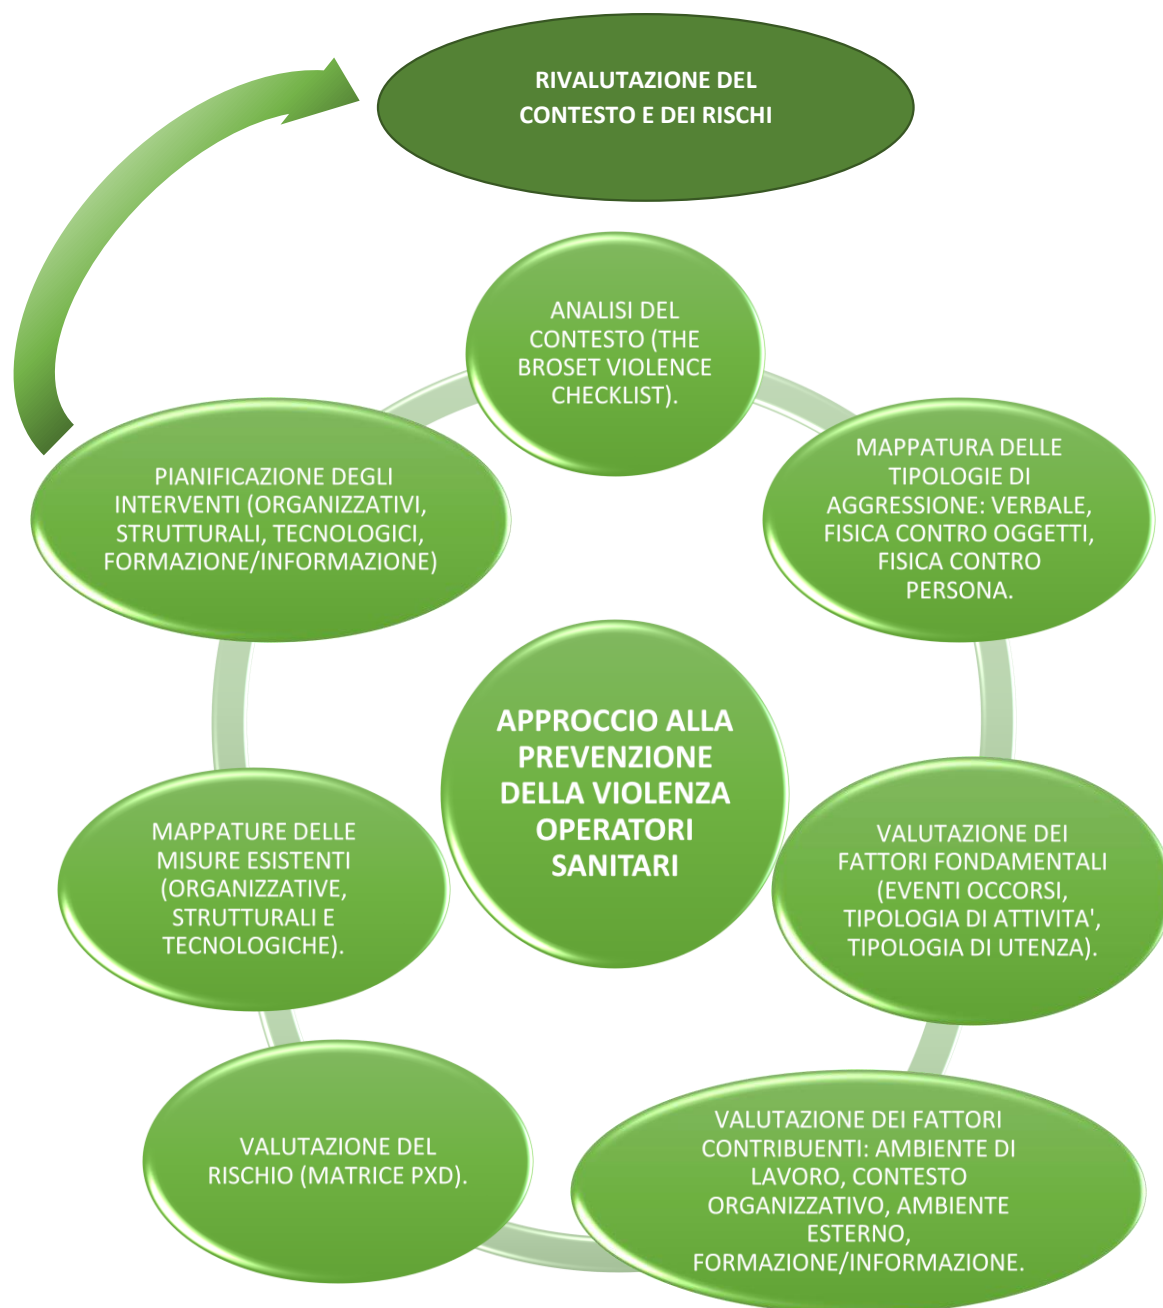 RIVALUTAZIONE DEL
CONTESTO E DEI RISCHI
ANALISI DEL
CONTESTO (THE
BROSET VIOLENCE
CHECKLIST).
MAPPATURA DELLE
TIPOLOGIE DI
AGGRESSIONE: VERBALE,
FISICA CONTRO OGGETTI,
FISICA CONTRO
PERSONA.
VALUTAZIONE DEI
FATTORI FONDAMENTALI
(EVENTI OCCORSI,
TIPOLOGIA DI ATTIVITA',
TIPOLOGIA DI UTENZA).
VALUTAZIONE DEI FATTORI
CONTRIBUENTI: AMBIENTE DI
LAVORO, CONTESTO
ORGANIZZATIVO, AMBIENTE
ESTERNO,
FORMAZIONE/INFORMAZIONE.
VALUTAZIONE DEL
RISCHIO (MATRICE PXD).
MAPPATURE DELLE
MISURE ESISTENTI
(ORGANIZZATIVE,
STRUTTURALI E
TECNOLOGICHE).
PIANIFICAZIONE DEGLI
INTERVENTI (ORGANIZZATIVI,
STRUTTURALI, TECNOLOGICI,
FORMAZIONE/INFORMAZIONE)
APPROCCIO ALLA
PREVENZIONE
DELLA VIOLENZA
OPERATORI
SANITARI